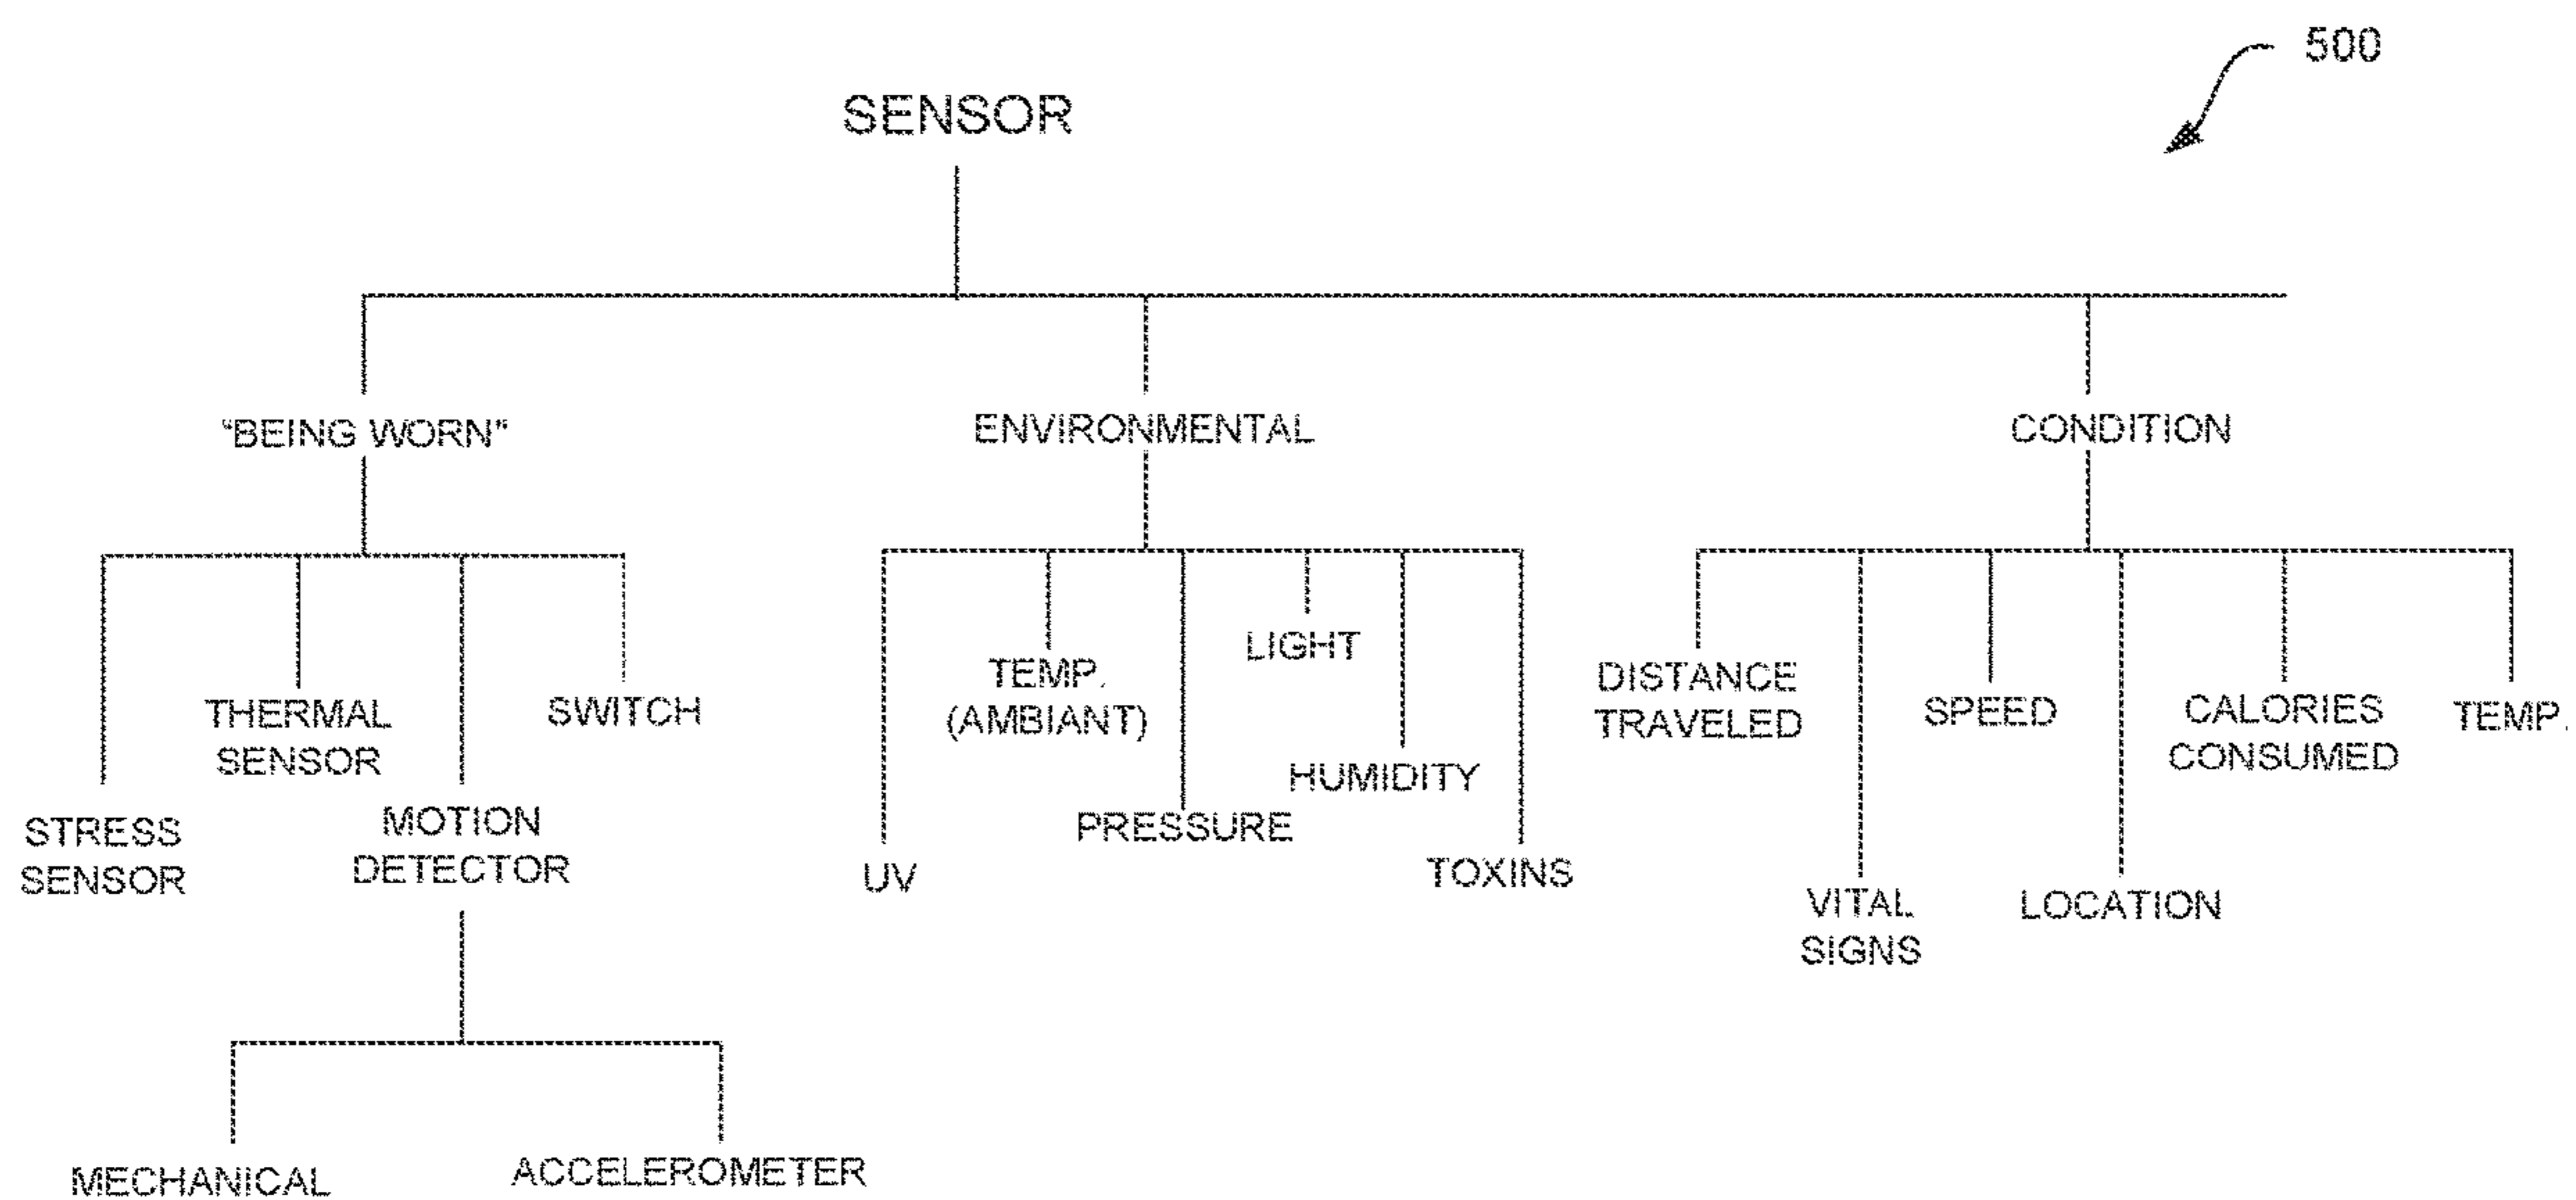 500
SENSOR
"BEING WORN"
ENVIRONMENTAL
CONDITION
STRESS
SENSOR
THERMAL
SENSOR
MOTION
DETECTOR
SWITCH
MECHANICAL
ACCELEROMETER
UV
TEMP.
(AMBIANT)
PRESSURE
LIGHT
HUMIDITY
TOXINS
DISTANCE
TRAVELED
VITAL
SIGNS
SPEED
LOCATION
CALORIES
CONSUMED
TEMP.